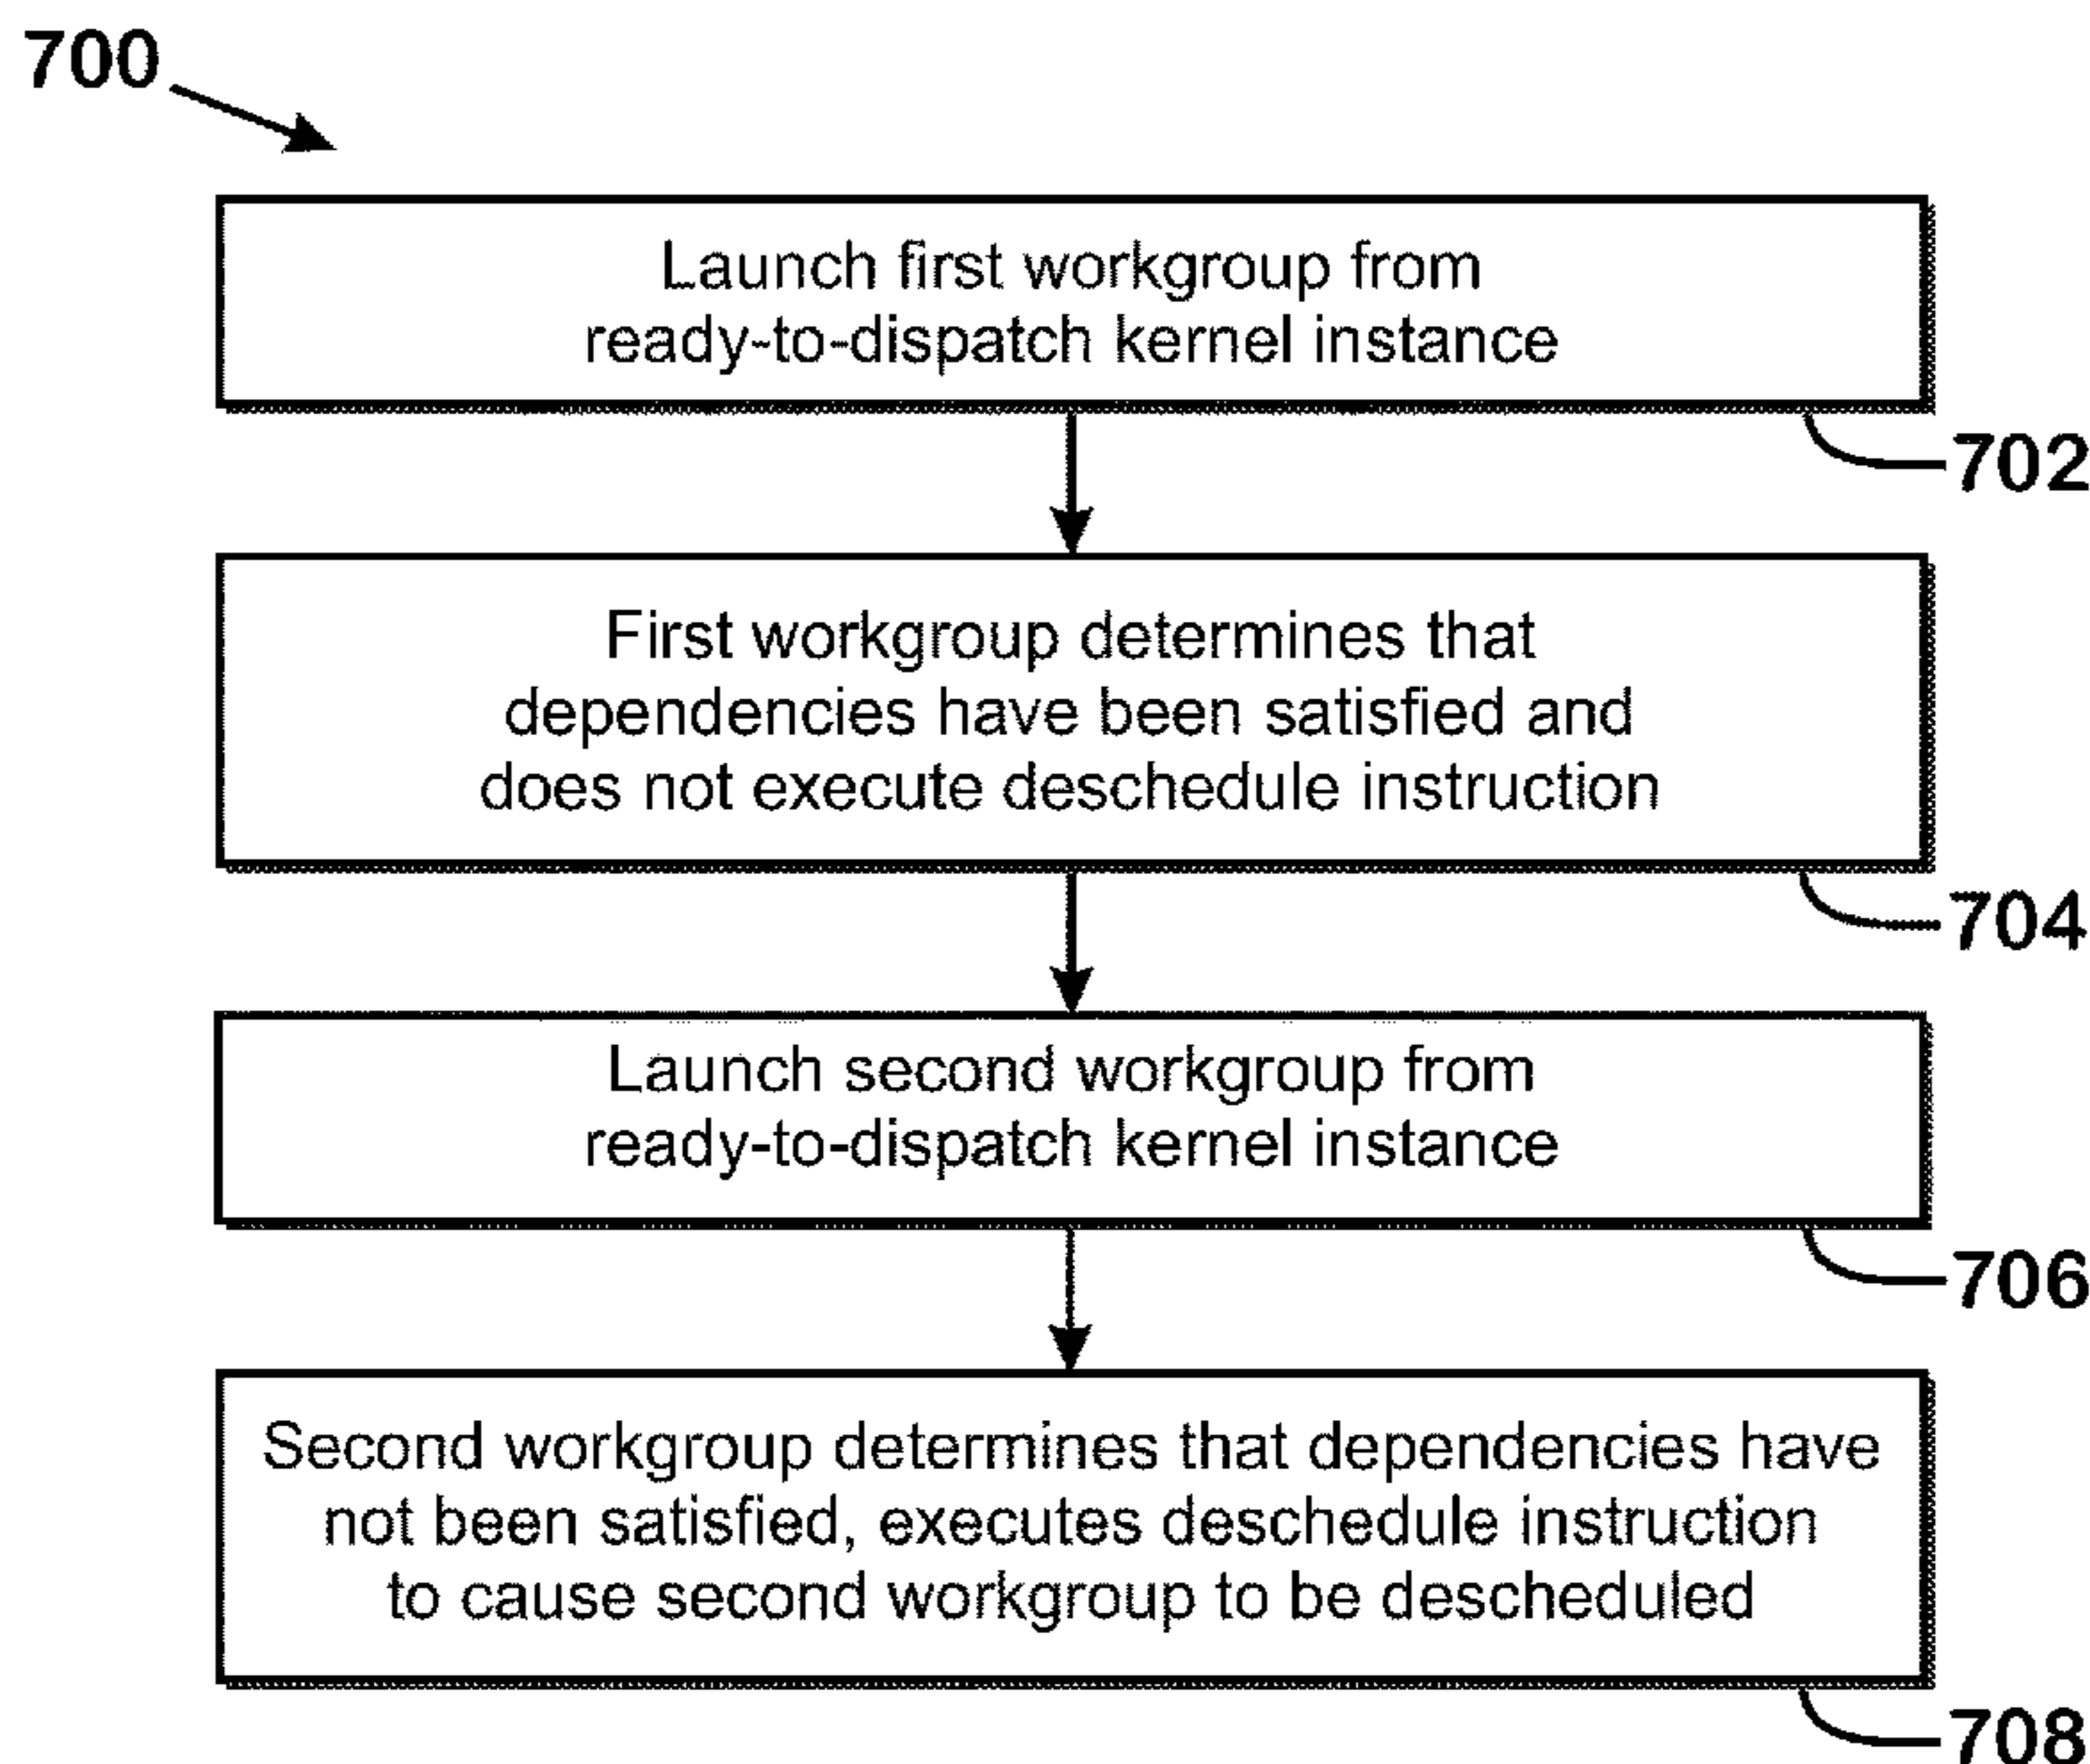 700
Launch first workgroup from
ready-to-dispatch kernel instance
702
First workgroup determines that
dependencies have been satisfied and
does not execute deschedule instruction
704
Launch second workgroup from
ready-to-dispatch kernel instance
706
Second workgroup determines that dependencies have
not been satisfied, executes deschedule instruction
to cause second workgroup to be descheduled
708